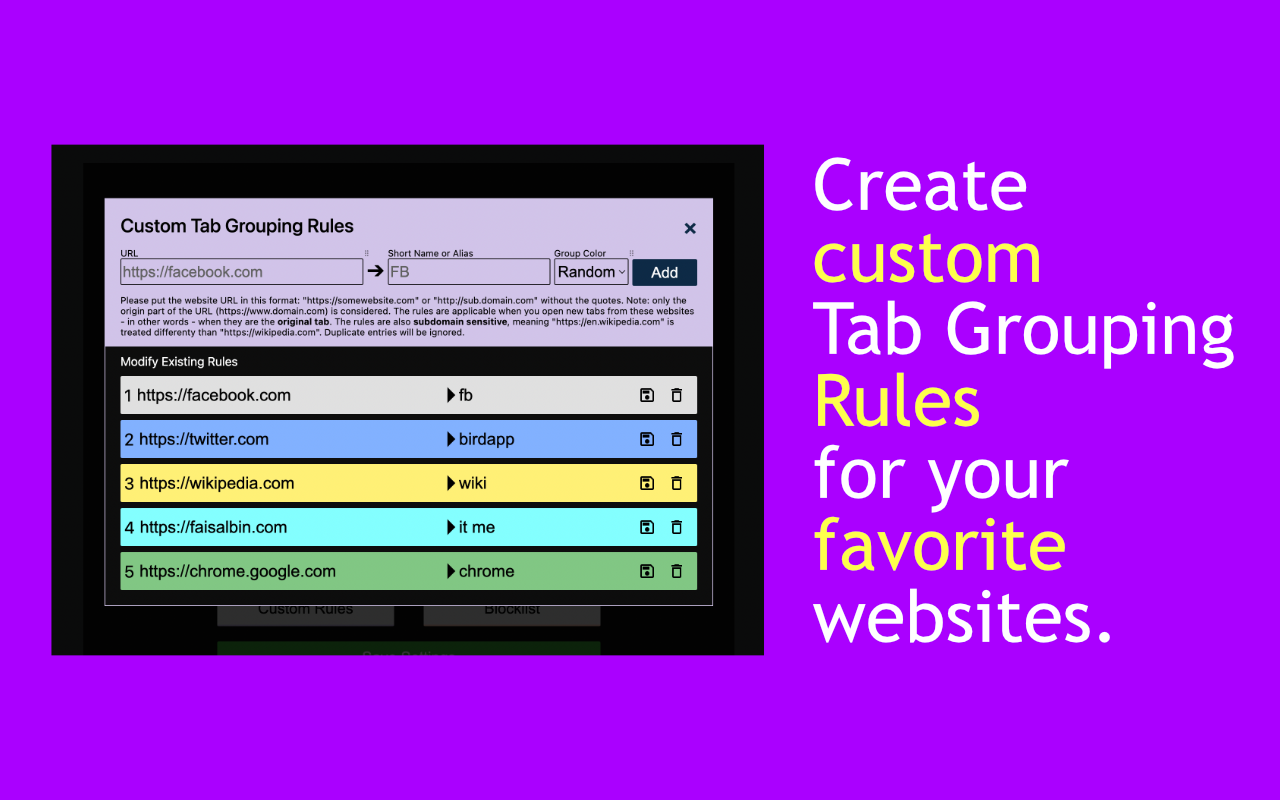 Custom Tab Grouping Rules
URL
Short Name or Alias
Group Color
https://facebook.com
FB
Random
Add
Please put the website URL in this format: "https://somewebsite.com" or "http://sub.domain.com" without the quotes. Note: only the
origin part of the URL (https://www.domain.com) is considered. The rules are applicable when you open new tabs from these websites
- in other words - when they are the original tab. The rules are also subdomain sensitive, meaning "https://en.wikipedia.com" is
treated differenty than "https://wikipedia.com". Duplicate entries will be ignored.
Modify Existing Rules
1 https://facebook.com fb
2 https://twitter.com birdapp
3 https://wikipedia.com wiki
4 https://faisalbin.com it me
5 https://chrome.google.com chrome
Custom Rules
Blocklist
Save Settings
Create
custom
Tab Grouping
Rules
for your
favorite
websites.